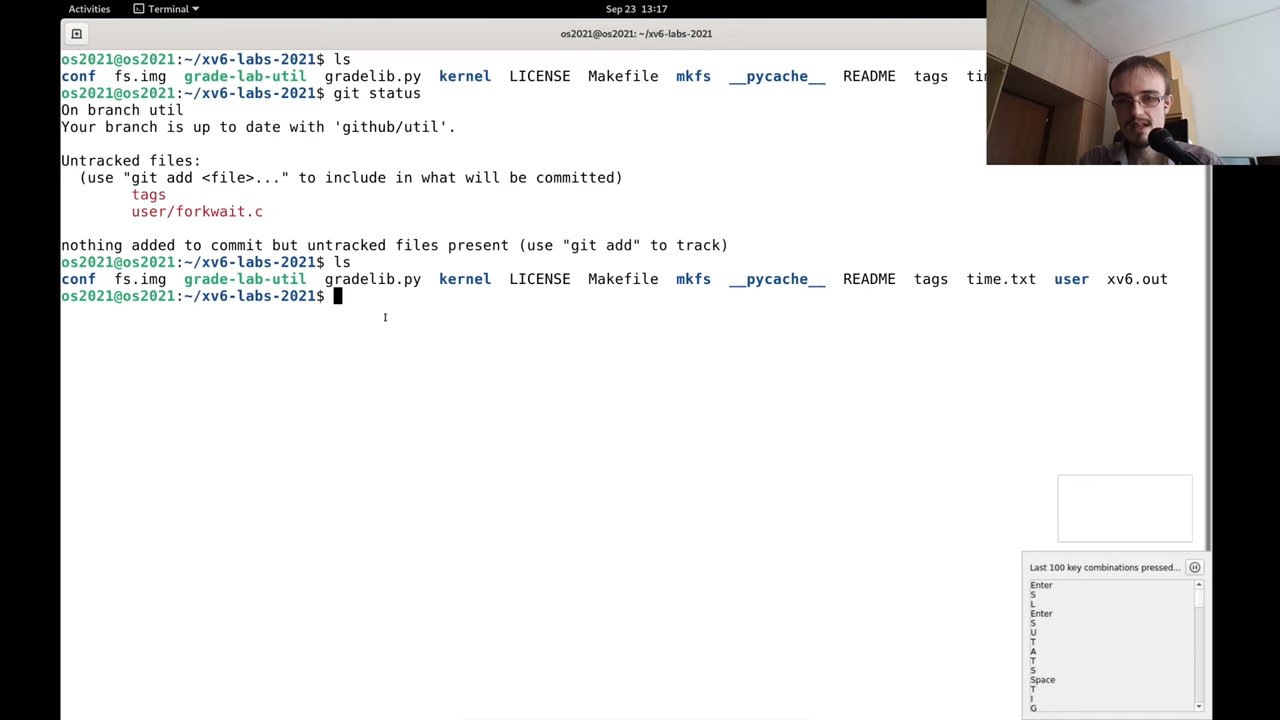 Activities Terminal Sep 23 13:17
os2021@os2021: ~/xv6-labs-2021
os2021@os2021:~/xv6-labs-2021$ ls
conf fs.img grade-lab-util gradelib.py kernel LICENSE Makefile mkfs __pycache__ README tags
os2021@os2021:~/xv6-labs-2021$ git status
On branch util
Your branch is up to date with 'github/util'.
Untracked files:
(use "git add <file>..." to include in what will be committed)
tags
user/forkwait.c
nothing added to commit but untracked files present (use "git add" to track)
os2021@os2021:~/xv6-labs-2021$ ls
conf fs.img grade-lab-util gradelib.py kernel LICENSE Makefile mkfs __pycache__ README tags time.txt user xv6.out
os2021@os2021:~/xv6-labs-2021$
Last 100 key combinations pressed...
Enter
S
L
Enter
S
U
T
A
T
S
Space
T
I
G